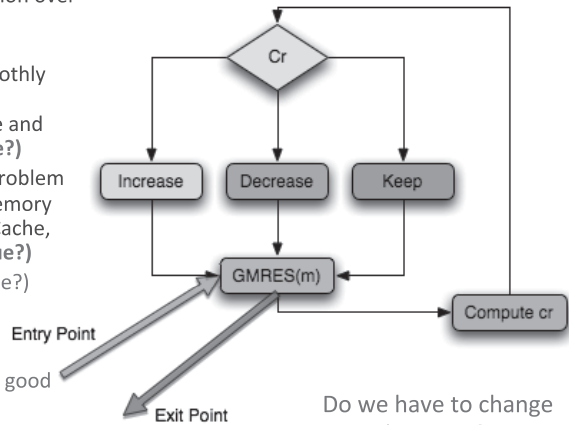 Cr
othly
e and
e?)
roblem
emory
Cache,
ue?)
e?)
Increase
Decrease
Keep
GMRES(m)
Compute cr
Entry Point
good
Exit Point
Do we have to change